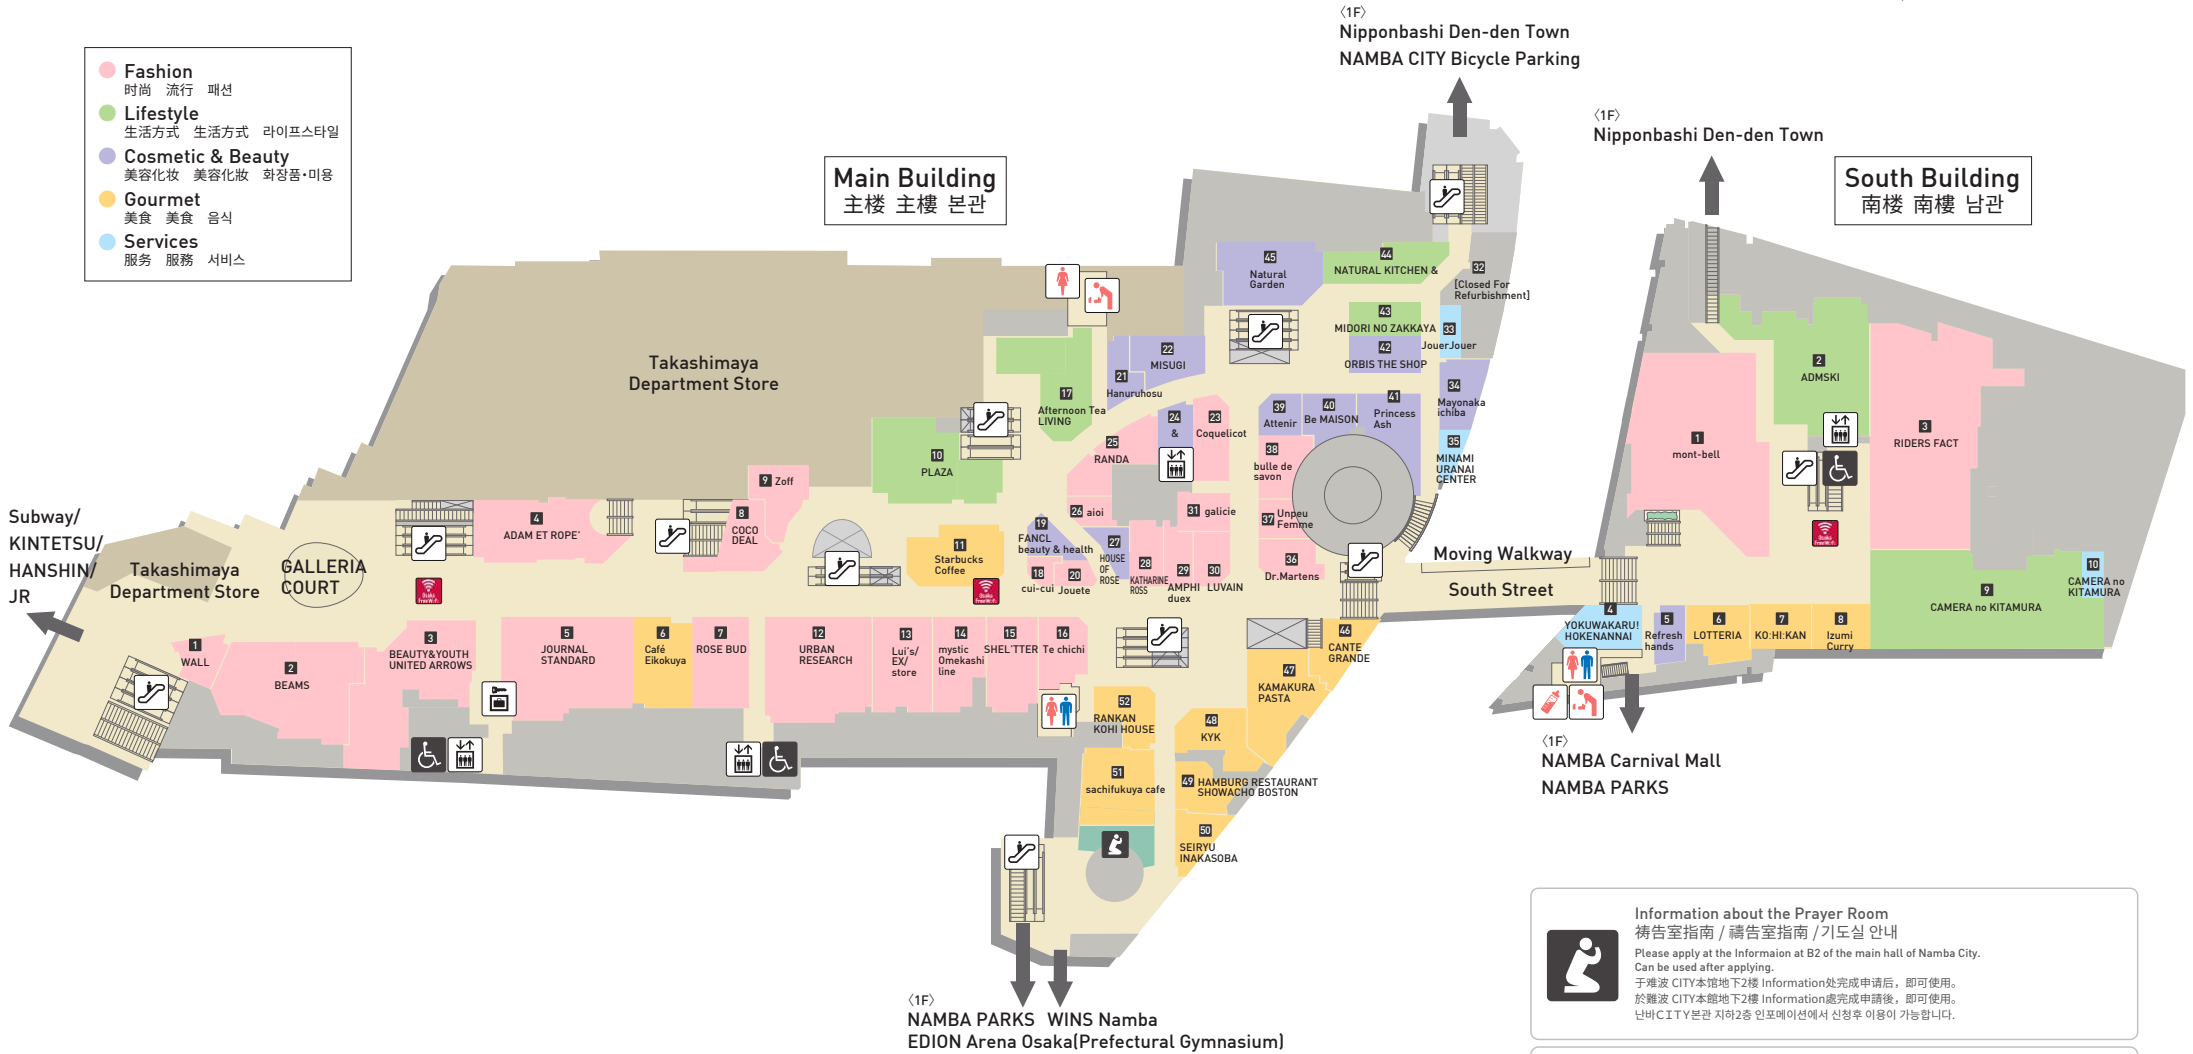 〈1F〉
Nipponbashi Den-den Town
NAMBA CITY Bicycle Parking
〈1F〉
Nipponbashi Den-den Town
Fashion
时尚 流行 패션
Lifestyle
生活方式 生活方式 라이프스타일
Cosmetic & Beauty
美容化妆 美容化妝 화장품•미용
Gourmet
美食 美食 음식
Services
服务 服務 서비스
Main Building
主楼 主樓 본관
South Building
南楼 南樓 남관
Takashimaya
Department Store
Subway/
KINTETSU/
HANSHIN/
JR
Takashimaya
Department Store
GALLERIA
COURT
1
WALL
2
BEAMS
3
BEAUTY&YOUTH
UNITED ARROWS
4
ADAM ET ROPE'
5
JOURNAL
STANDARD
6
Café
Eikokuya
7
ROSE BUD
8
COCO
DEAL
9 Zoff
10
PLAZA
11
Starbucks
Coffee
12
URBAN
RESEARCH
13
Lui's/
EX/
store
14
mystic
Omekashi
line
15
SHEL'TTER
16
Te chichi
17
Afternoon Tea
LIVING
18
cui-cui
19
FANCL
beauty & health
20
Jouete
21
Hanuruhosu
22
MISUGI
23
Coquelicot
24
&
25
RANDA
26 aioi
27
HOUSE
OF
ROSE
28
KATHARINE
ROSS
29
AMPHI
duex
30
LUVAIN
31 galicie
32
[Closed For
Refurbishment]
33
JouerJouer
34
Mayonaka
ichiba
35
MINAMI
URANAI
CENTER
36
Dr.Martens
37 Unpeu
Femme
38
bulle de
savon
39
Attenir
40
Be MAISON
41
Princess
Ash
42
ORBIS THE SHOP
43
MIDORI NO ZAKKAYA
44
NATURAL KITCHEN &
45
Natural
Garden
46
CANTE
GRANDE
47
KAMAKURA
PASTA
48
KYK
49 HAMBURG RESTAURANT
SHOWACHO BOSTON
50
SEIRYU
INAKASOBA
51
sachifukuya cafe
52
RANKAN
KOHI HOUSE
Osaka
Free Wi-Fi
Osaka
Free Wi-Fi
Moving Walkway
South Street
1
mont-bell
2
ADMSKI
3
RIDERS FACT
4
YOKUWAKARU!
HOKENANNAI
5
Refresh
hands
6
LOTTERIA
7
KO:HI:KAN
8
Izumi
Curry
9
CAMERA no KITAMURA
10
CAMERA no
KITAMURA
Osaka
Free Wi-Fi
〈1F〉
NAMBA Carnival Mall
NAMBA PARKS
〈1F〉
NAMBA PARKS WINS Namba
EDION Arena Osaka(Prefectural Gymnasium)
Information about the Prayer Room
祷告室指南 / 禱告室指南 / 기도실 안내
Please apply at the Informaion at B2 of the main hall of Namba City.
Can be used after applying.
于难波 CITY本馆地下2楼 Information处完成申请后，即可使用。
於難波 CITY本館地下2樓 Information處完成申請後，即可使用。
난바CITY본관 지하2층 인포메이션에서 신청후 이용이 가능합니다.